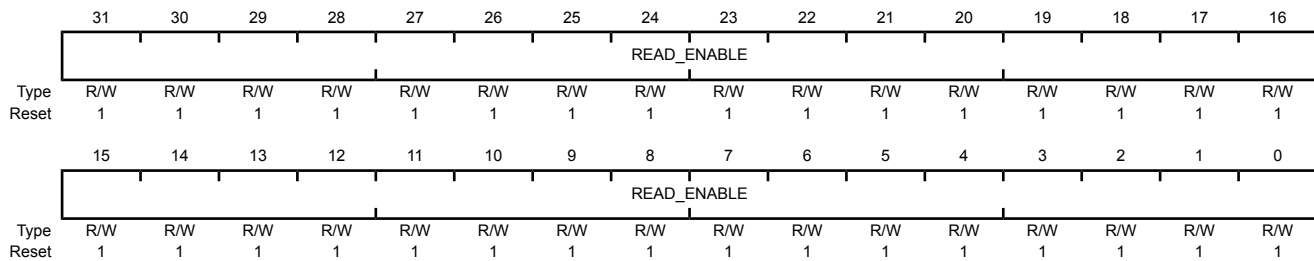 31 30 29 28 27 26 25 24 23 22 21 20 19 18 17 16
READ_ENABLE
Type R/W R/W R/W R/W R/W R/W R/W R/W R/W R/W R/W R/W R/W R/W R/W R/W
Reset 1 1 1 1 1 1 1 1 1 1 1 1 1 1 1 1
15 14 13 12 11 10 9 8 7 6 5 4 3 2 1 0
READ_ENABLE
Type R/W R/W R/W R/W R/W R/W R/W R/W R/W R/W R/W R/W R/W R/W R/W R/W
Reset 1 1 1 1 1 1 1 1 1 1 1 1 1 1 1 1